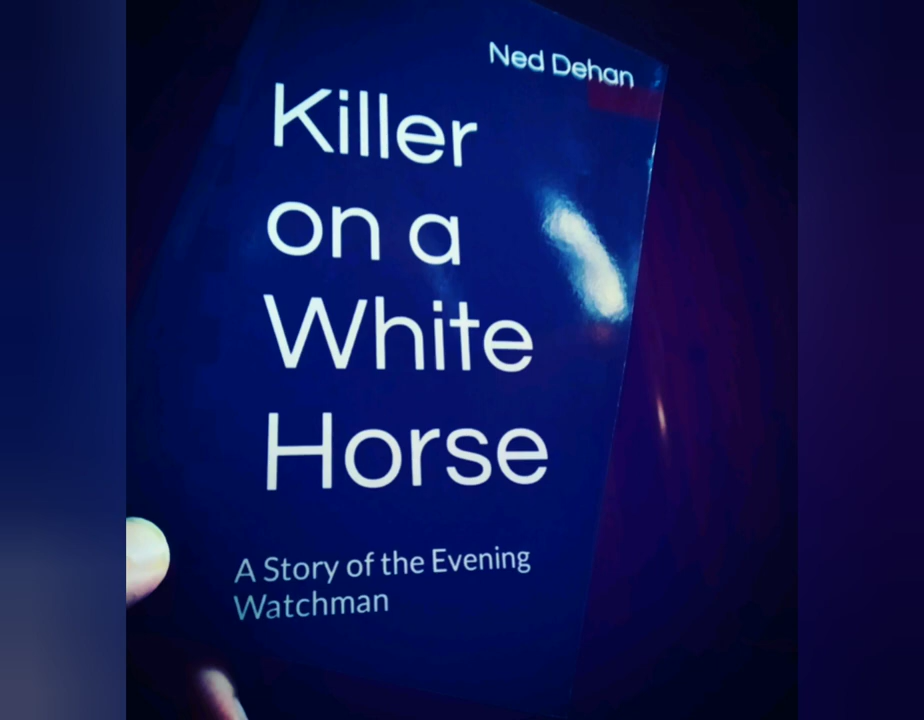 Ned Dehan
Killer
on a
White
Horse
A Story of the Evening
Watchman